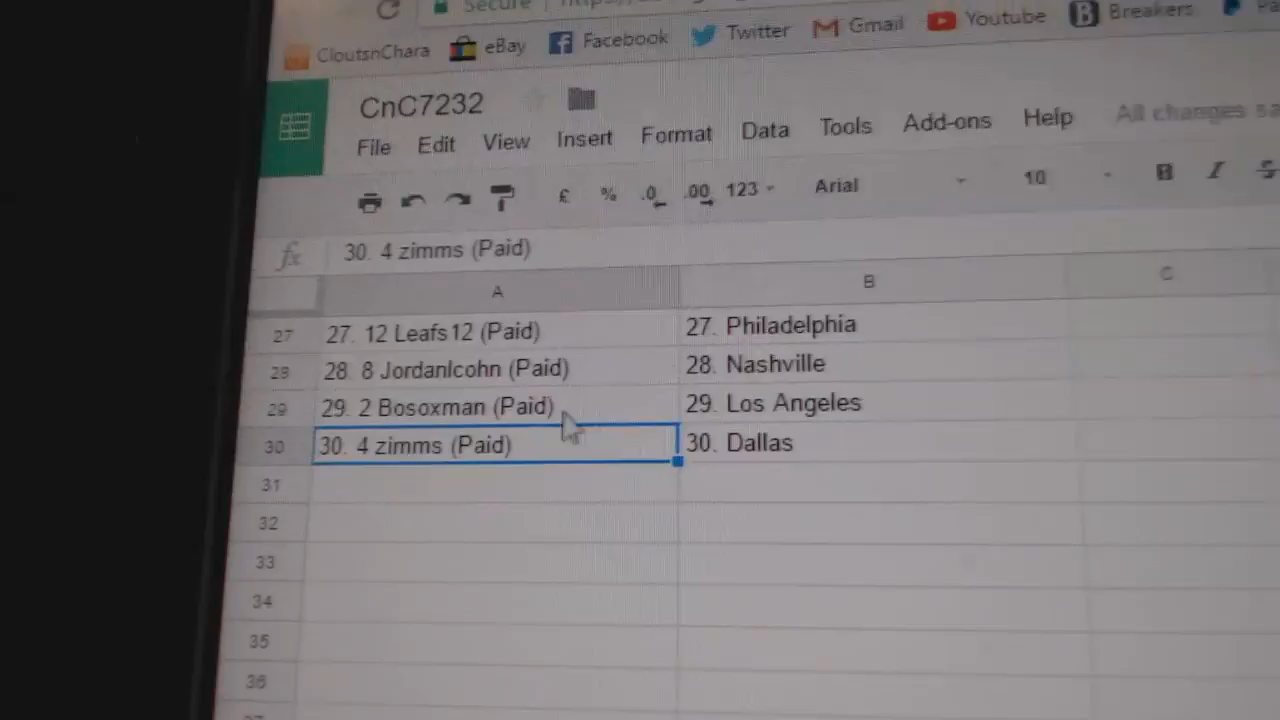 Secure
CloutsnChara eBay Facebook Twitter Gmail Youtube Breakers
CnC7232
File Edit View Insert Format Data Tools Add-ons Help All changes
£ % .0 .00 123 Arial 10 B I S
fx 30. 4 zimms (Paid)
A B C
27 27. 12 Leafs12 (Paid) 27. Philadelphia
28 28. 8 Jordanlcohn (Paid) 28. Nashville
29 29. 2 Bosoxman (Paid) 29. Los Angeles
30 30. 4 zimms (Paid) 30. Dallas
31
32
33
34
35
36